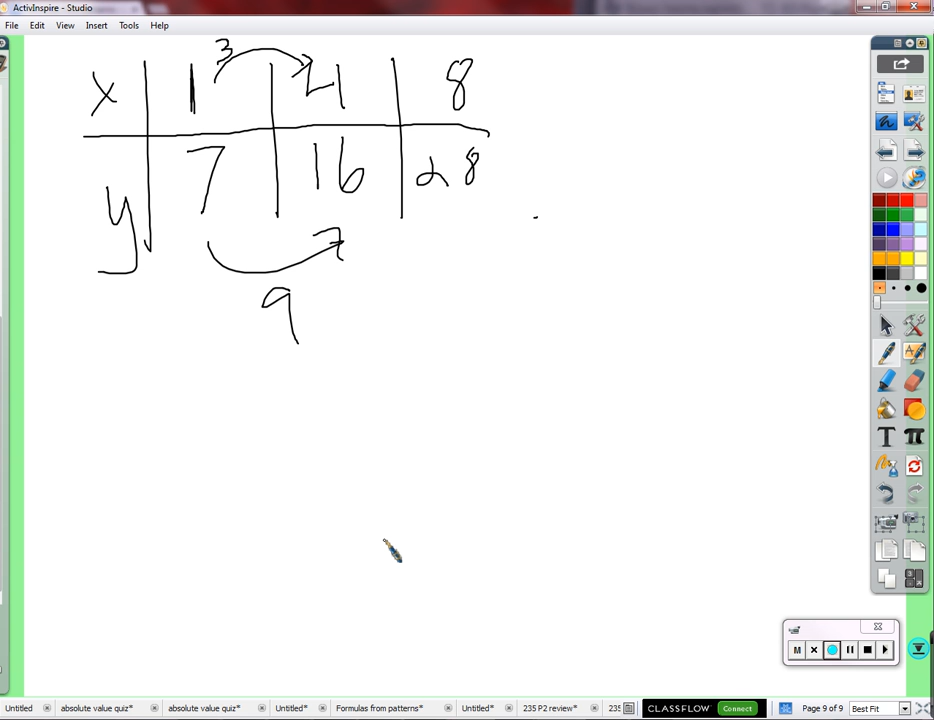 ActivInspire - Studio
File Edit View Insert Tools Help
3
x 1 4 8
y 7 16 28
9
M
Untitled absolute value quiz* absolute value quiz* Untitled* Formulas from patterns* Untitled* 235 P2 review* 235 CLASSFLOW Connect Page 9 of 9 Best Fit